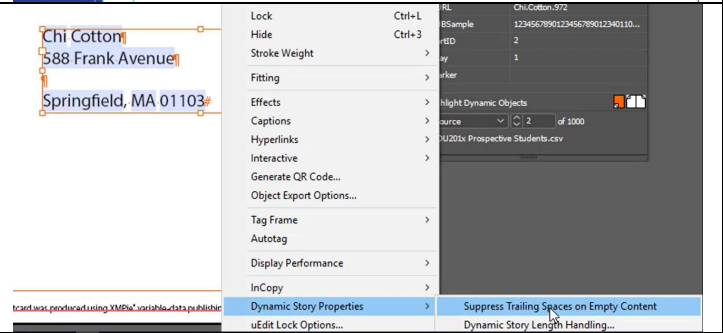 Chi Cotton¶
588 Frank Avenue¶
¶
Springfield, MA 01103#
Lock Ctrl+L
Hide Ctrl+3
Stroke Weight >
Fitting >
Effects >
Captions >
Hyperlinks >
Interactive >
Generate QR Code...
Object Export Options...
Tag Frame >
Autotag
Display Performance >
InCopy >
Dynamic Story Properties >
uEdit Lock Options...
Suppress Trailing Spaces on Empty Content
Dynamic Story Length Handling...
Chi.Cotton.972
1234567890123456789012340110...
2
1
hlight Dynamic Objects
2 of 1000
DU201x Prospective Students.csv
tcard was produced using XMPie® variable-data publishin